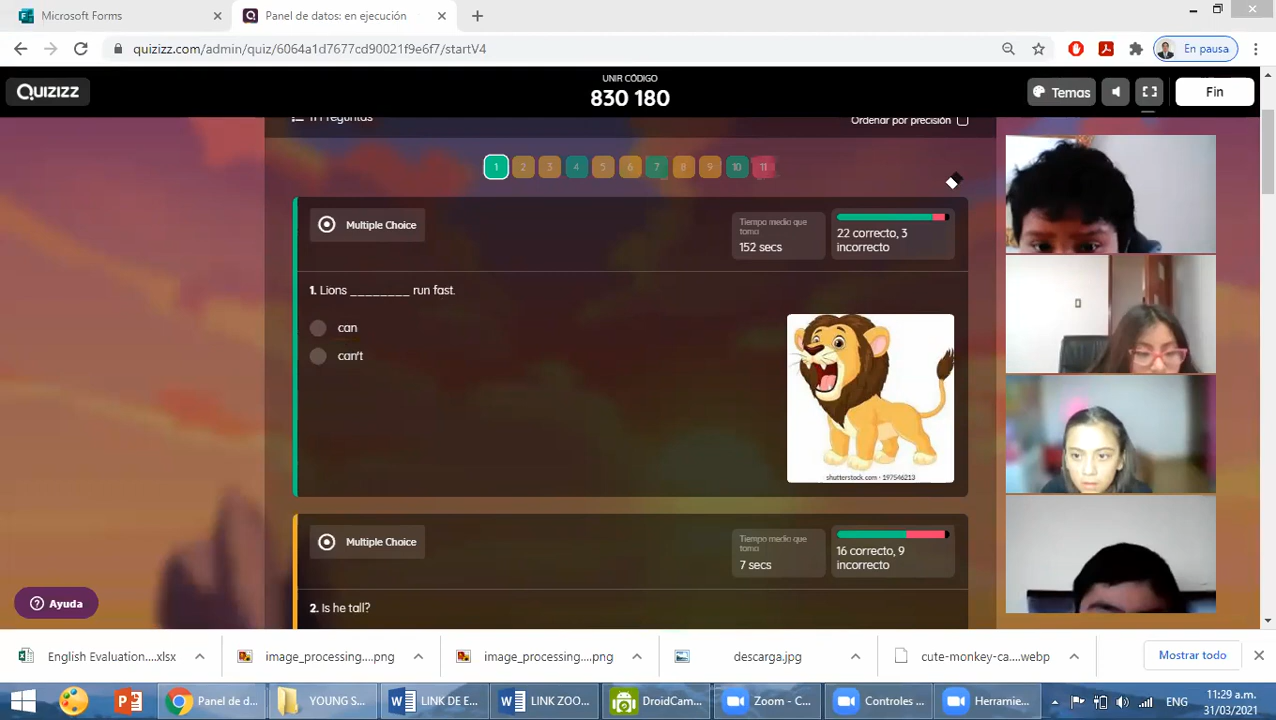 Microsoft Forms
Panel de datos: en ejecución
quizizz.com/admin/quiz/6064a1d7677cd90021f9e6f7/startV4
En pausa
QUIZIZZ
UNIR CÓDIGO
830 180
Temas
Fin
11 Preguntas
Ordenar por precisión
1 2 3 4 5 6 7 8 9 10 11
Multiple Choice
Tiempo medio que
toma
152 secs
22 correcto, 3
incorrecto
1. Lions ________ run fast.
can
can't
shutterstock.com · 197546213
Multiple Choice
Tiempo medio que
toma
7 secs
16 correcto, 9
incorrecto
2. Is he tall?
Ayuda
English Evaluation....xlsx
image_processing....png
image_processing....png
descarga.jpg
cute-monkey-ca....webp
Mostrar todo
Panel de d...
YOUNG S...
LINK DE E...
LINK ZOO...
DroidCam...
Zoom - C...
Controles ...
Herramie...
ENG
11:29 a.m.
31/03/2021